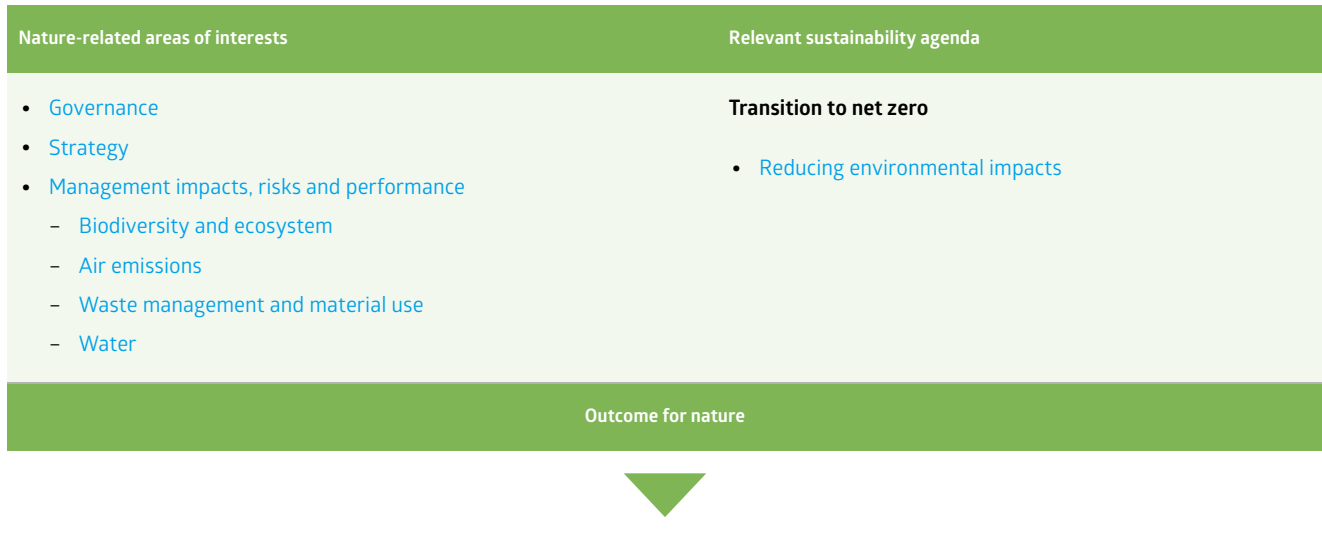 Nature-related areas of interests
Relevant sustainability agenda
• Governance
• Strategy
• Management impacts, risks and performance
– Biodiversity and ecosystem
– Air emissions
– Waste management and material use
– Water
Transition to net zero
• Reducing environmental impacts
Outcome for nature